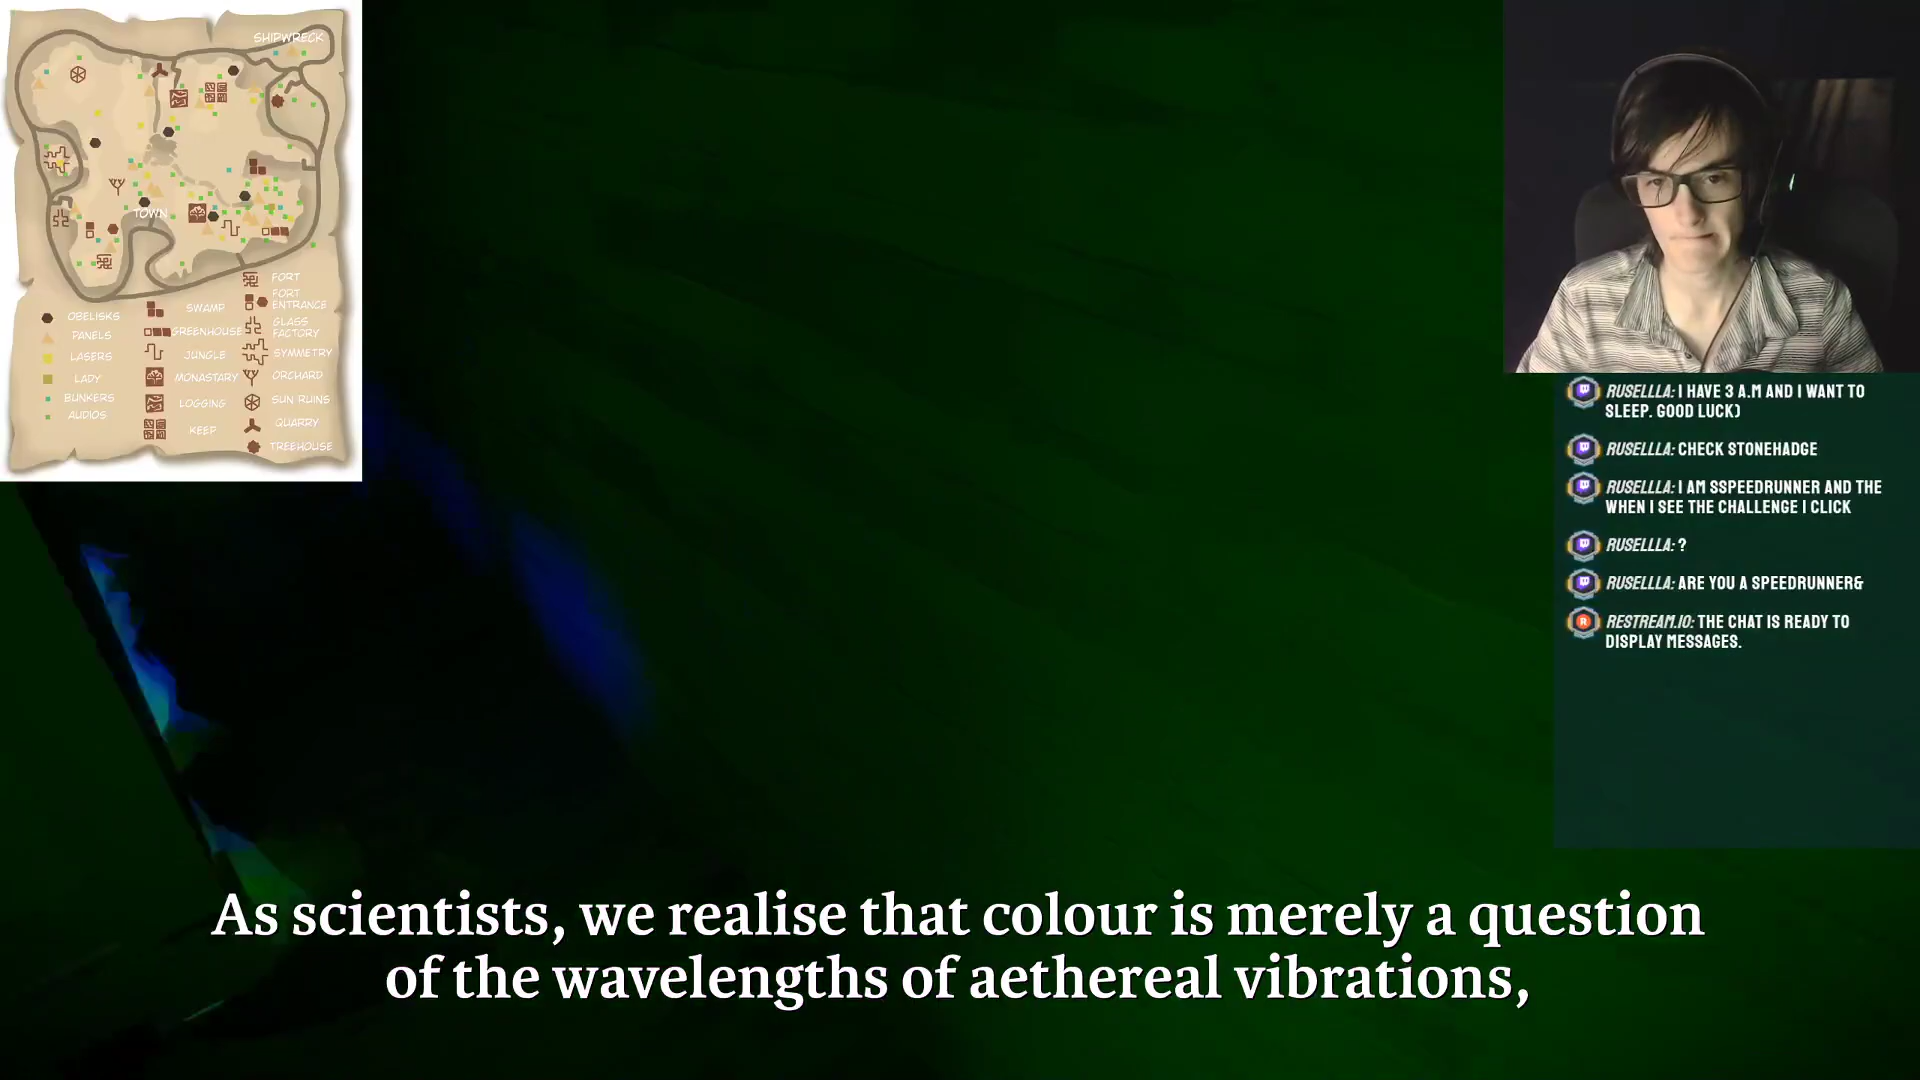 SHIPWRECK
TOWN
OBELISKS
PANELS
LASERS
LADY
BUNKERS
AUDIOS
SWAMP
GREENHOUSE
JUNGLE
MONASTARY
LOGGING
KEEP
FORT
FORT
ENTRANCE
GLASS
FACTORY
SYMMETRY
ORCHARD
SUN RUINS
QUARRY
TREEHOUSE
RUSELLLA: I HAVE 3 A.M AND I WANT TO
SLEEP. GOOD LUCK)
RUSELLLA: CHECK STONEHADGE
RUSELLLA: I AM SSPEEDRUNNER AND THE
WHEN I SEE THE CHALLENGE I CLICK
RUSELLLA: ?
RUSELLLA: ARE YOU A SPEEDRUNNER&
RESTREAM.IO: THE CHAT IS READY TO
DISPLAY MESSAGES.
As scientists, we realise that colour is merely a question
of the wavelengths of aethereal vibrations,